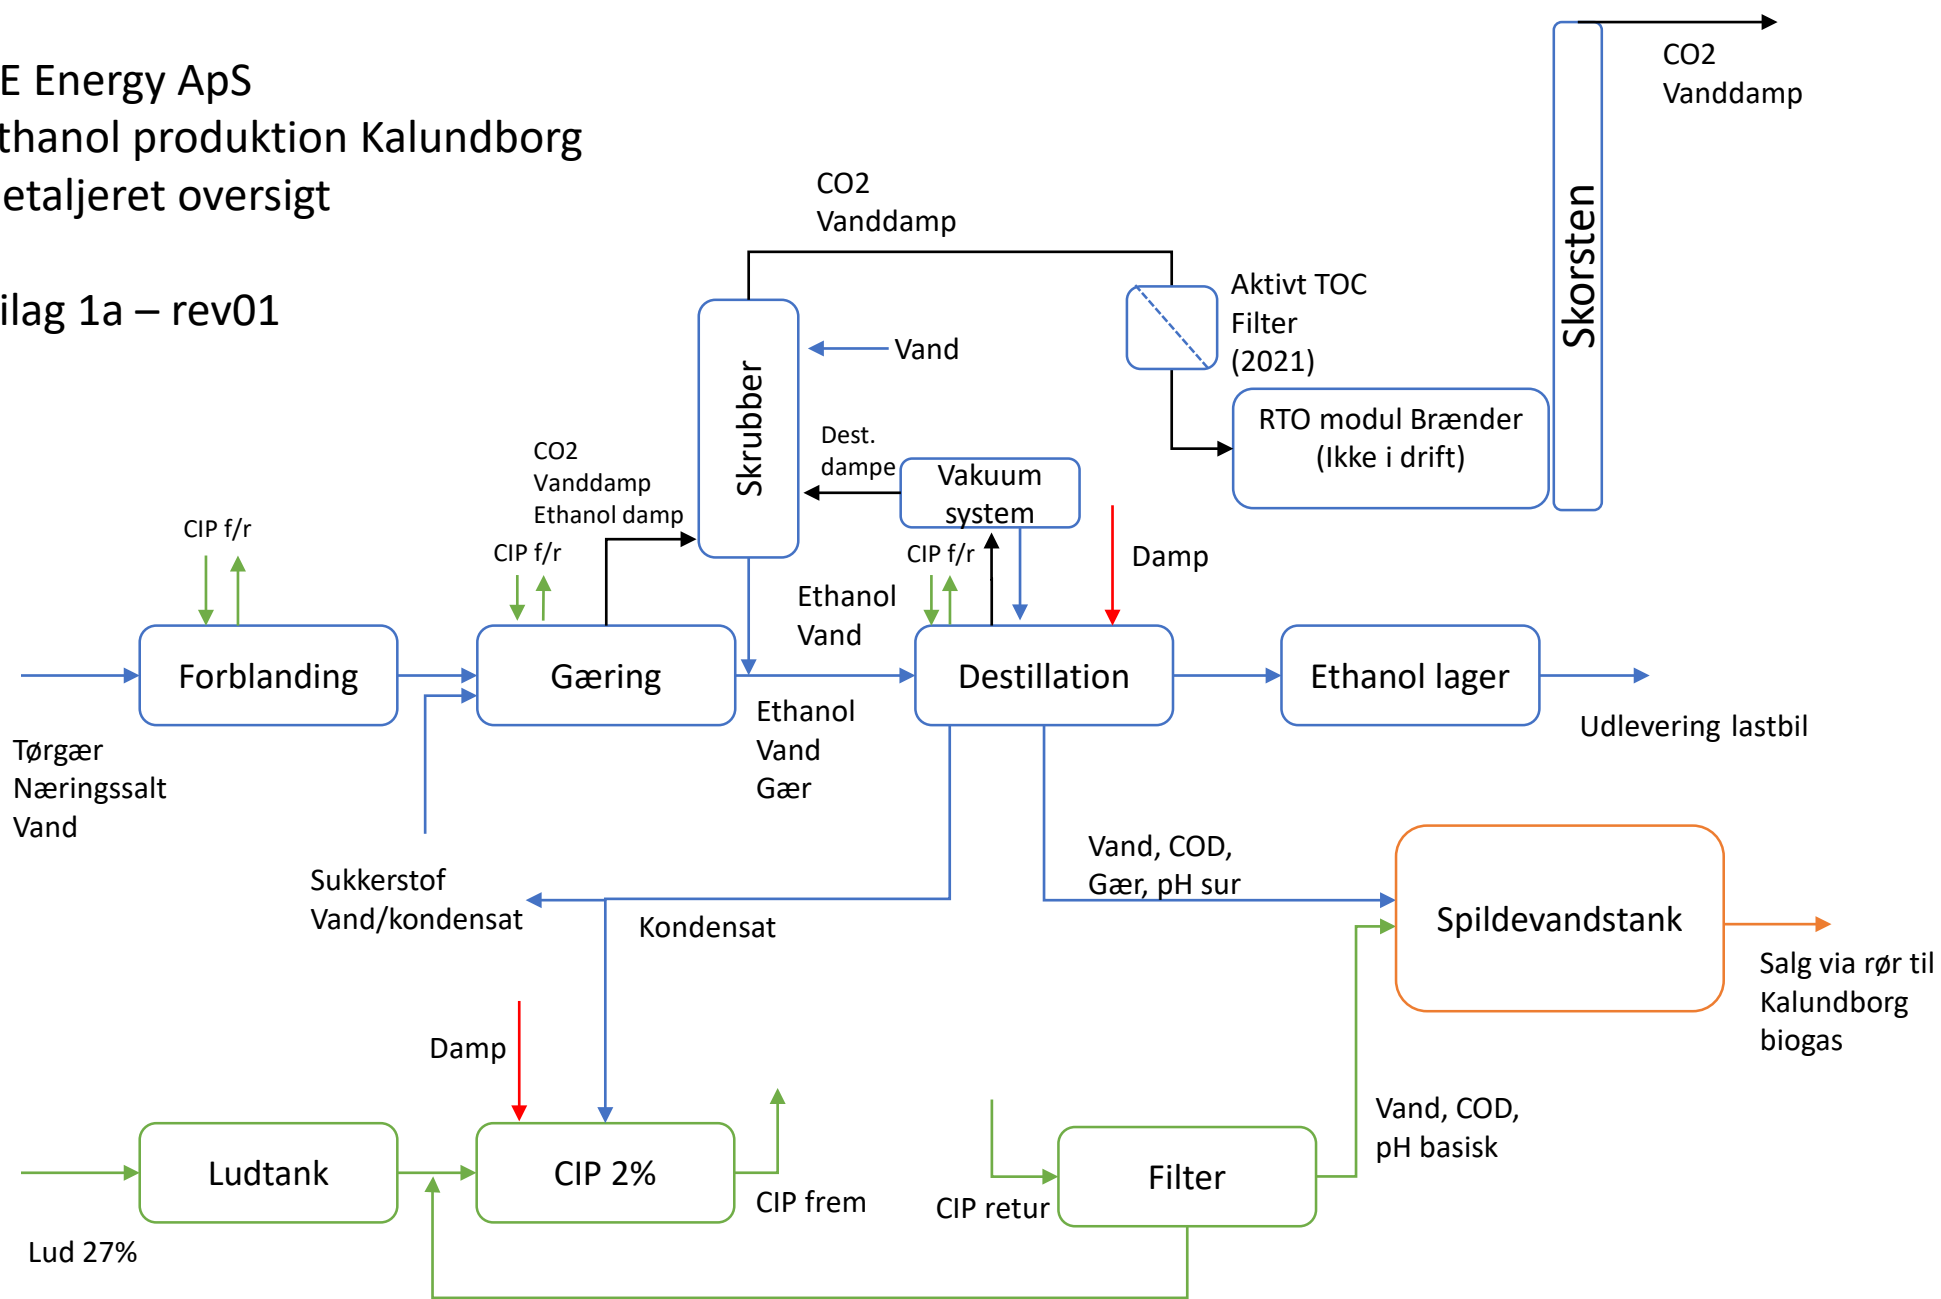 E Energy ApS
thanol produktion Kalundborg
etaljeret oversigt
ilag 1a – rev01
CO2
Vanddamp
CO2
Vanddamp
Skorsten
Aktivt TOC
Filter
(2021)
Vand
Skrubber
RTO modul Brænder
(Ikke i drift)
Dest.
dampe
Vakuum
system
CO2
Vanddamp
Ethanol damp
CIP f/r
CIP f/r
CIP f/r
Damp
Ethanol
Vand
Forblanding
Gæring
Destillation
Ethanol lager
Udlevering lastbil
Tørgær
Næringssalt
Vand
Ethanol
Vand
Gær
Sukkerstof
Vand/kondensat
Kondensat
Vand, COD,
Gær, pH sur
Spildevandstank
Salg via rør til
Kalundborg
biogas
Damp
Ludtank
CIP 2%
CIP frem
CIP retur
Filter
Vand, COD,
pH basisk
Lud 27%